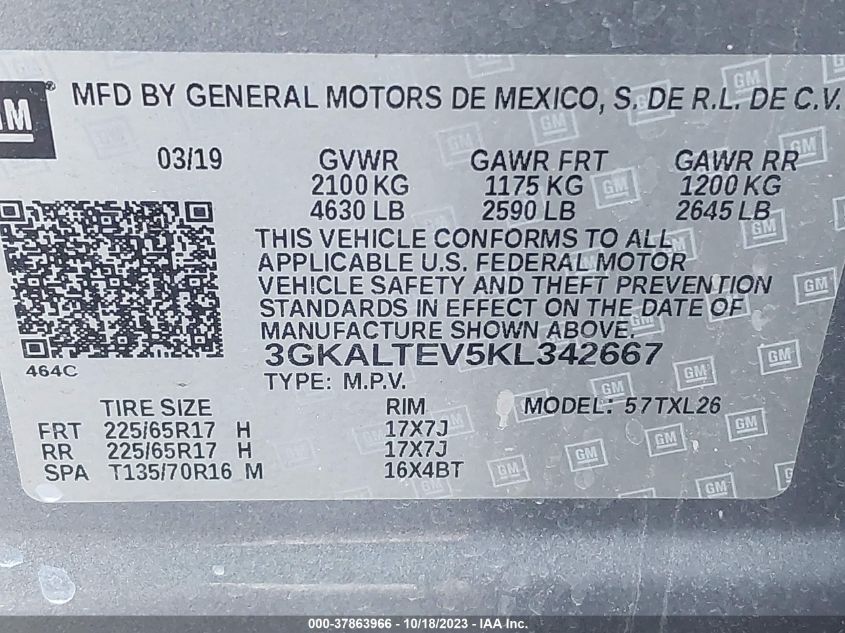 GM
MFD BY GENERAL MOTORS DE MEXICO, S. DE R.L. DE C.V.
03/19 GVWR GAWR FRT GAWR RR
2100 KG 1175 KG 1200 KG
4630 LB 2590 LB 2645 LB
THIS VEHICLE CONFORMS TO ALL
APPLICABLE U.S. FEDERAL MOTOR
VEHICLE SAFETY AND THEFT PREVENTION
STANDARDS IN EFFECT ON THE DATE OF
MANUFACTURE SHOWN ABOVE.
3GKALTEV5KL342667
464C
TYPE: M.P.V.
TIRE SIZE RIM MODEL: 57TXL26
FRT 225/65R17 H 17X7J
RR 225/65R17 H 17X7J
SPA T135/70R16 M 16X4BT
000-37863966 - 10/18/2023 - IAA Inc.